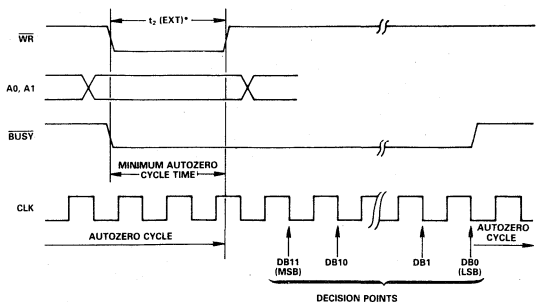 t₂ (EXT)*
WR
A0, A1
BUSY
MINIMUM AUTOZERO
CYCLE TIME
CLK
AUTOZERO CYCLE
AUTOZERO
CYCLE
DB11
(MSB)
DB10
DB1
DB0
(LSB)
DECISION POINTS